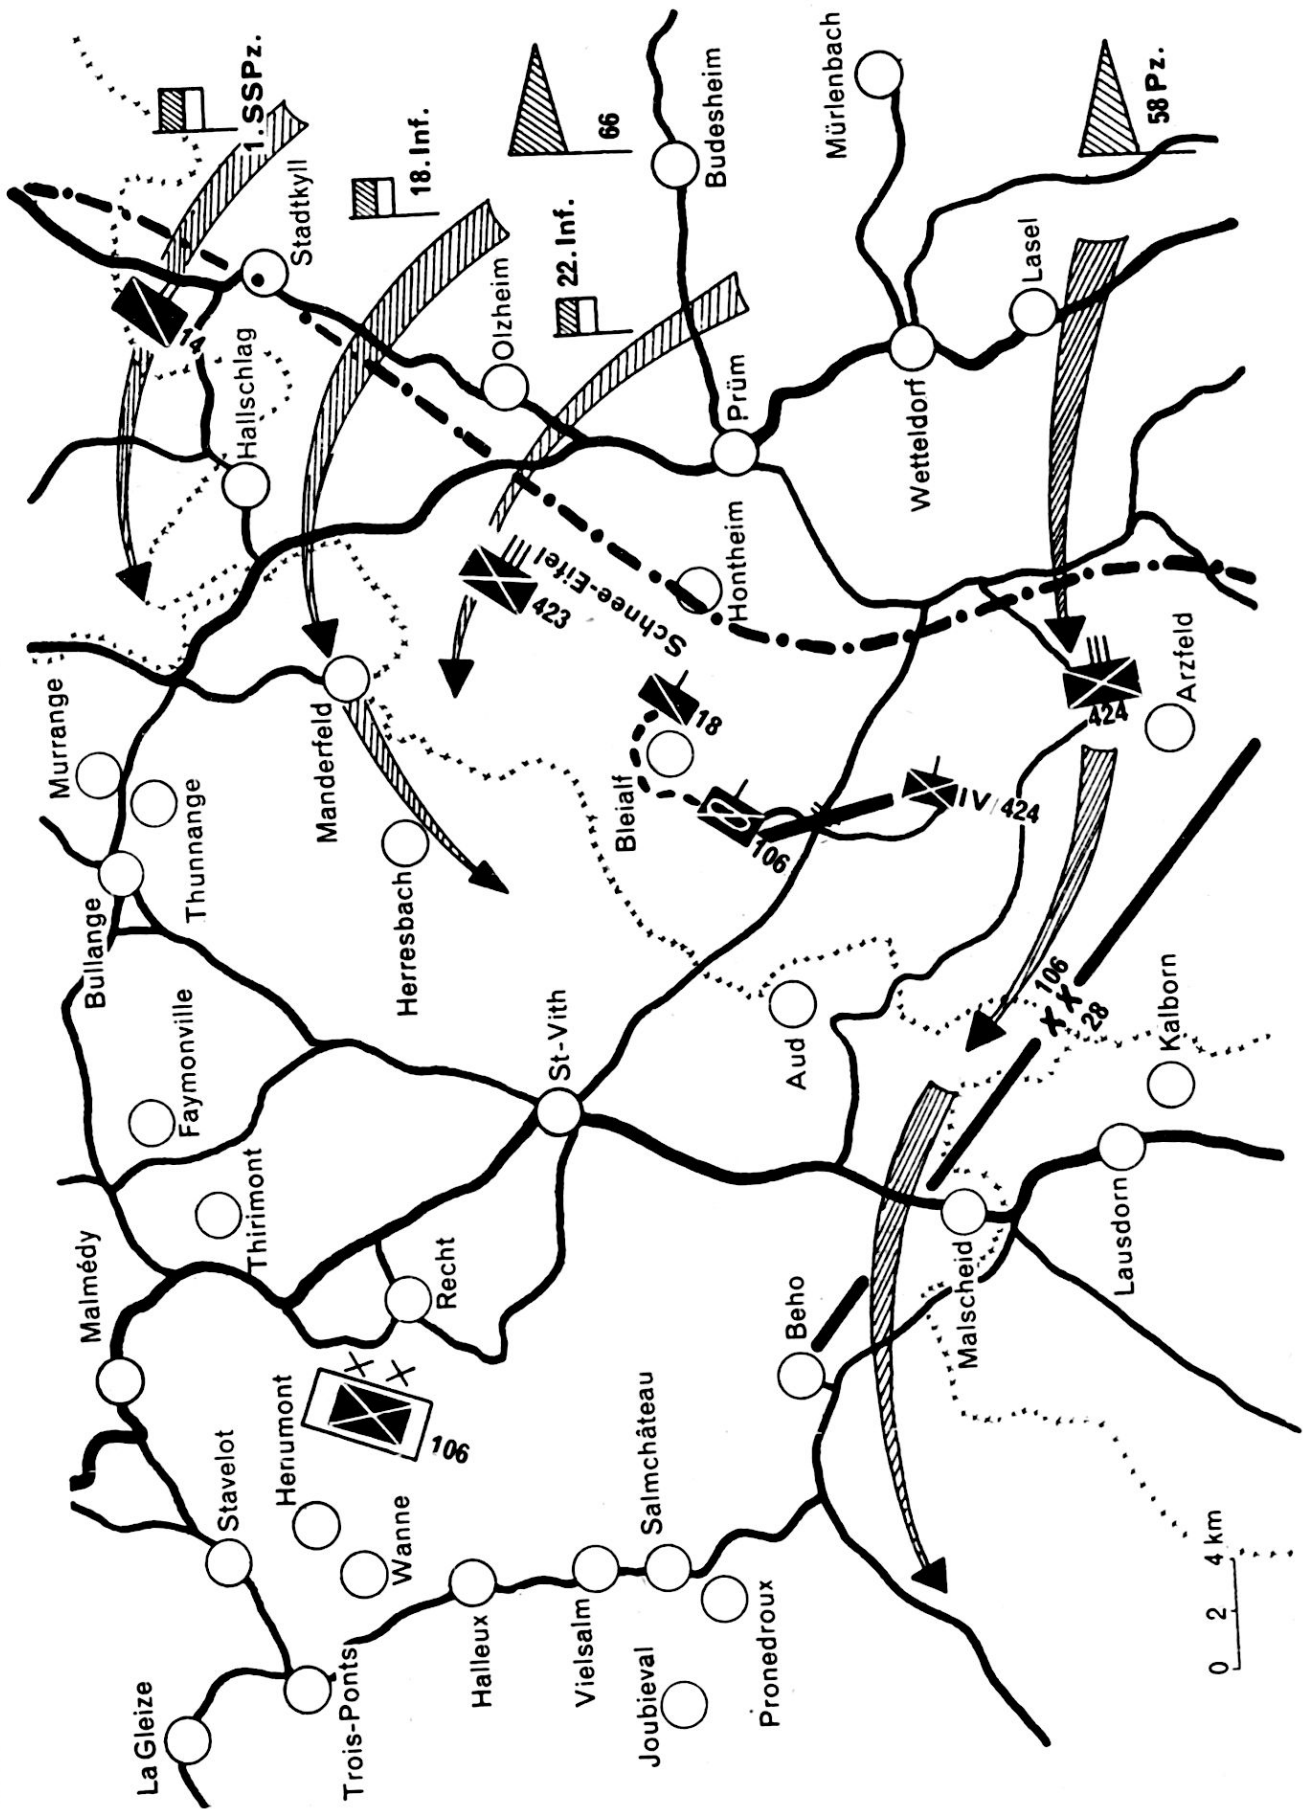 La Gleize
Trois-Ponts
Stavelot
Malmédy
Henumont
Wanne
106
Halleux
Vielsalm
Salmchâteau
Joubieval
Pronedroux
Recht
Thirimont
Faymonville
Bullange
Murrange
Thunnange
Manderfeld
Herresbach
St-Vith
Beho
Malscheid
Lausdorn
Kalborn
Aud
106
XX
28
Bleialf
18
106
IV/424
424
Arzfeld
Schnee-Eifel
423
Hontheim
Prüm
Wetteldorf
Lasel
Olzheim
Hallschlag
14
Stadtkyll
1.SSPz.
18.Inf.
22.Inf.
66
Budesheim
Mürlenbach
58 Pz.
0 2 4 km